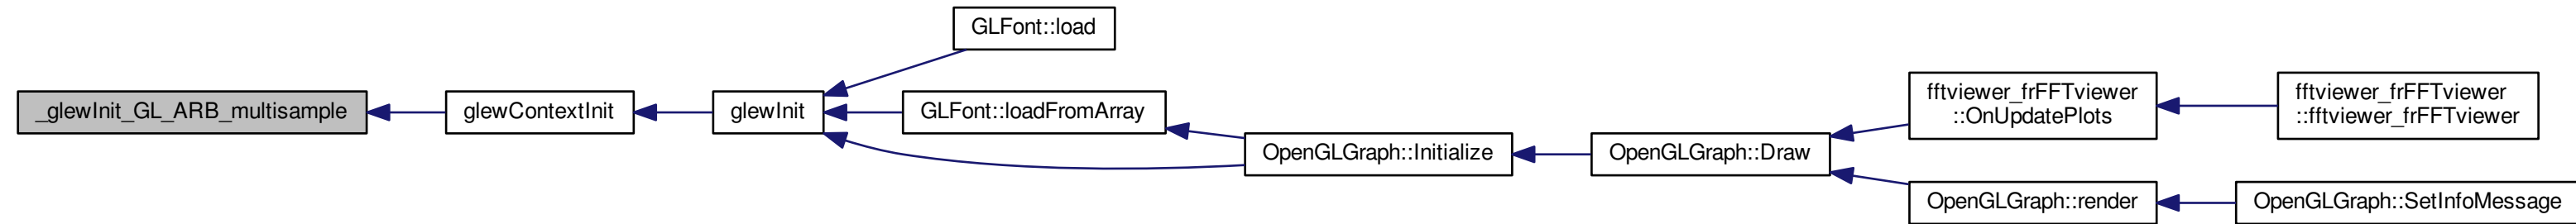 GLFont::load
_glewInit_GL_ARB_multisample
glewContextInit
glewInit
GLFont::loadFromArray
OpenGLGraph::Initialize
OpenGLGraph::Draw
fftviewer_frFFTviewer
::OnUpdatePlots
fftviewer_frFFTviewer
::fftviewer_frFFTviewer
OpenGLGraph::render
OpenGLGraph::SetInfoMessage